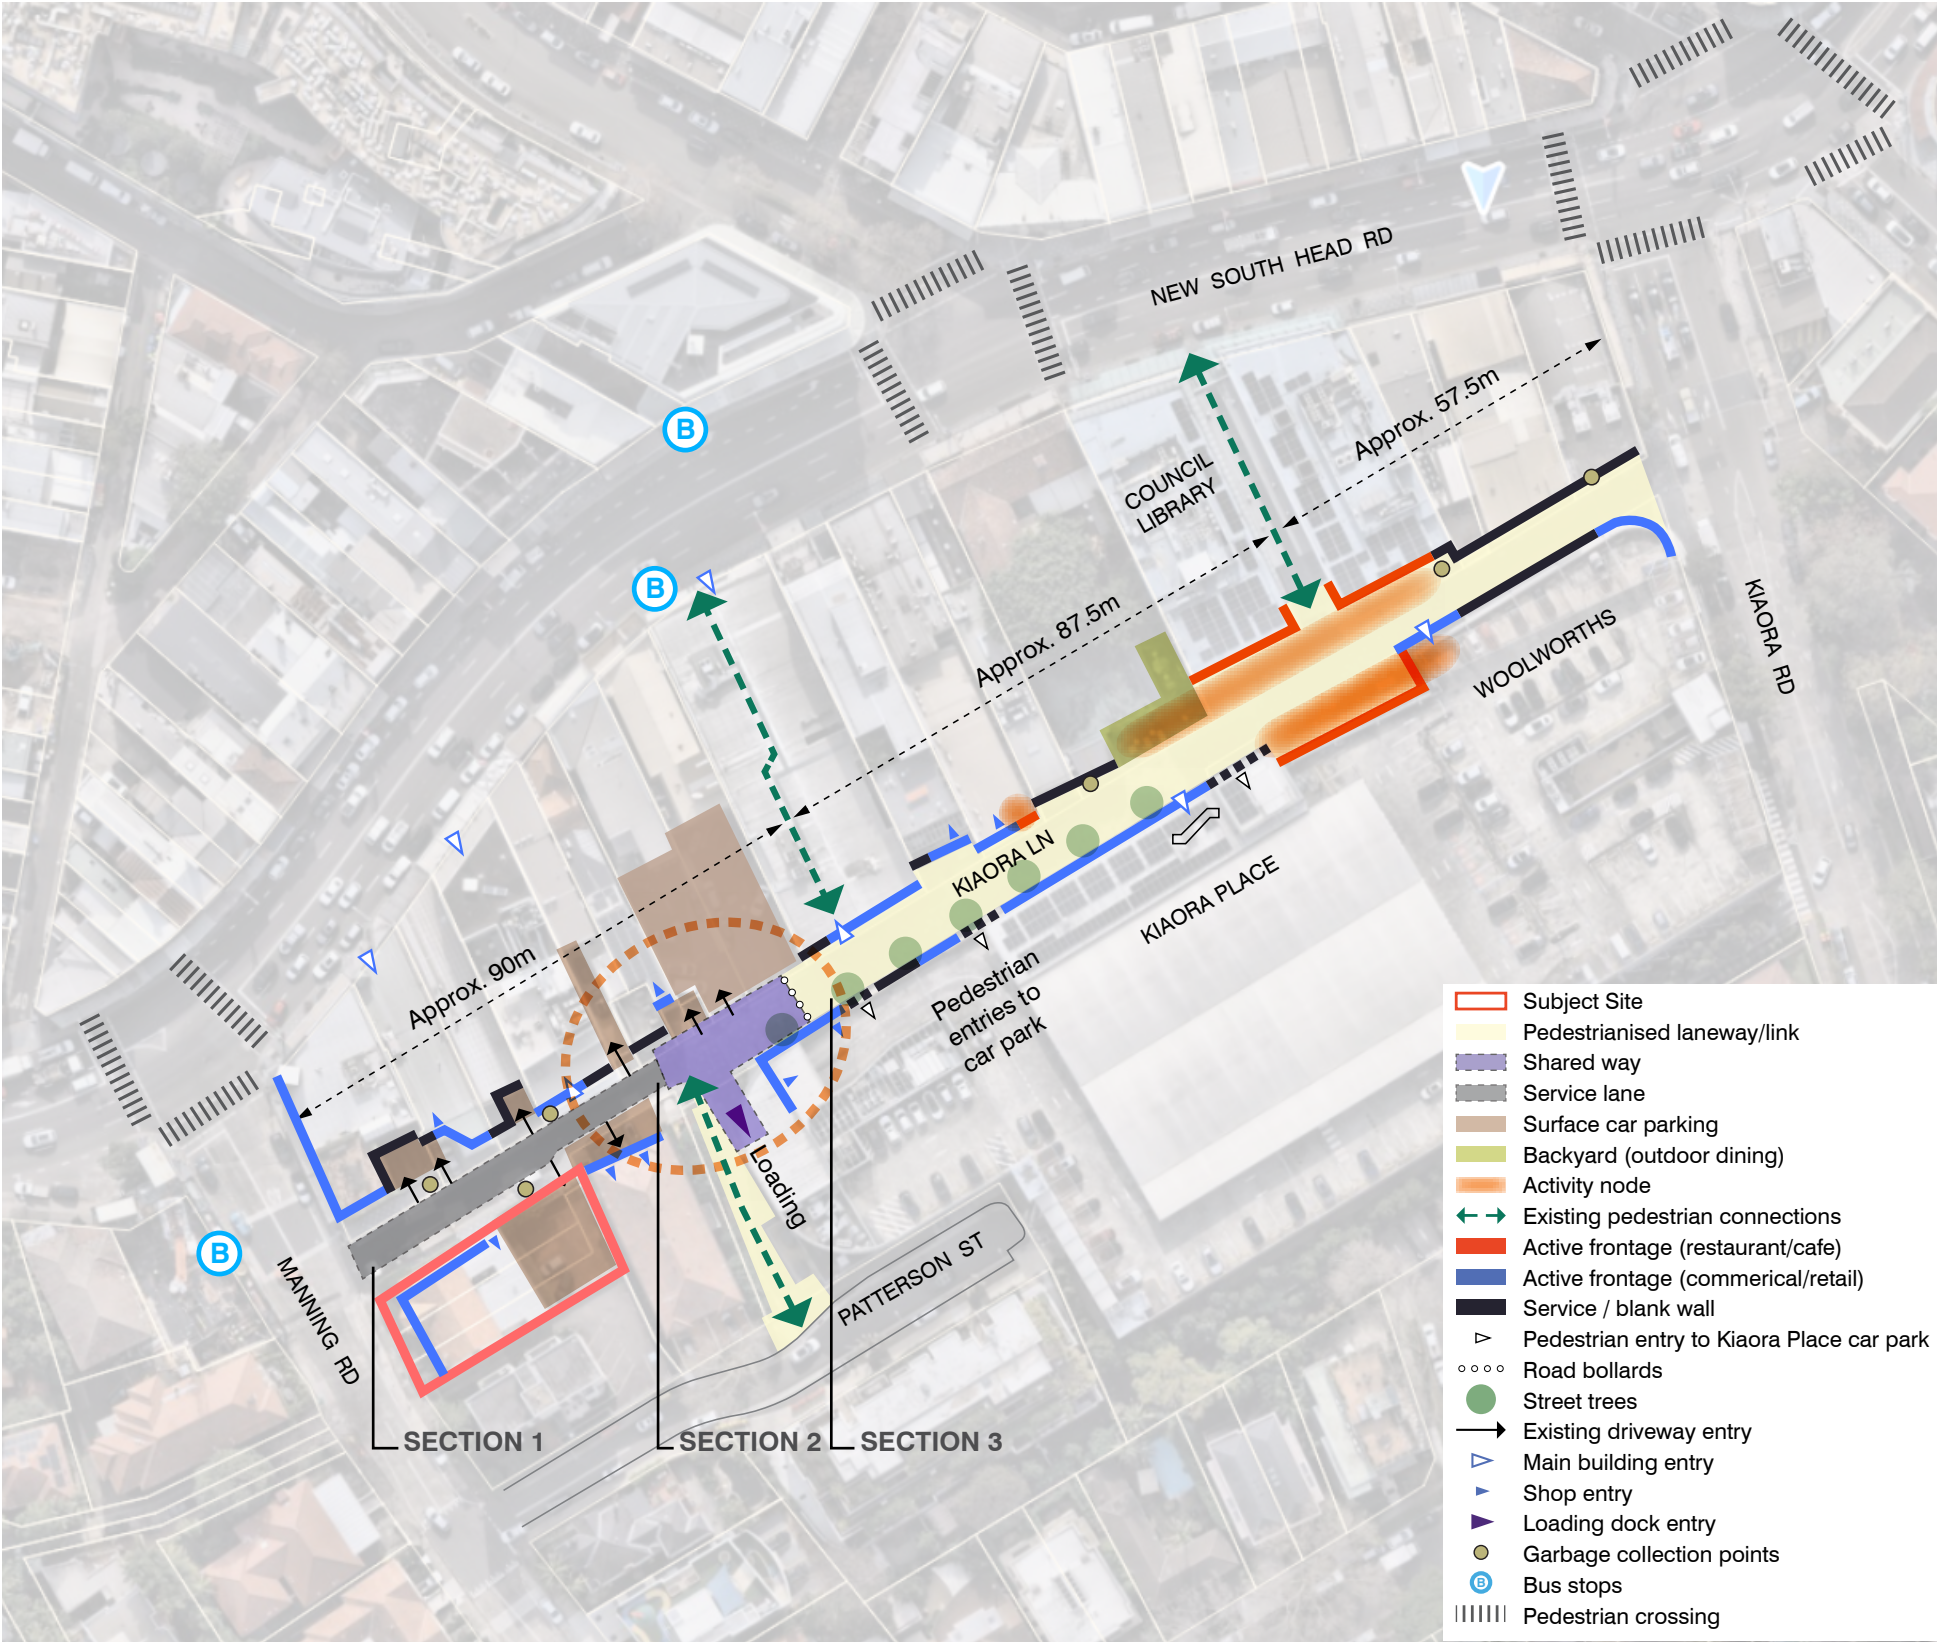 NEW SOUTH HEAD RD
B
Approx. 57.5m
COUNCIL
LIBRARY
B
Approx. 87.5m
KIAORA RD
WOOLWORTHS
KIAORA LN
KIAORA PLACE
Approx. 90m
Pedestrian
entries to
car park
Loading
B
MANNING RD
PATTERSON ST
SECTION 1
SECTION 2
SECTION 3
Subject Site
Pedestrianised laneway/link
Shared way
Service lane
Surface car parking
Backyard (outdoor dining)
Activity node
Existing pedestrian connections
Active frontage (restaurant/cafe)
Active frontage (commerical/retail)
Service / blank wall
Pedestrian entry to Kiaora Place car park
Road bollards
Street trees
Existing driveway entry
Main building entry
Shop entry
Loading dock entry
Garbage collection points
B Bus stops
Pedestrian crossing